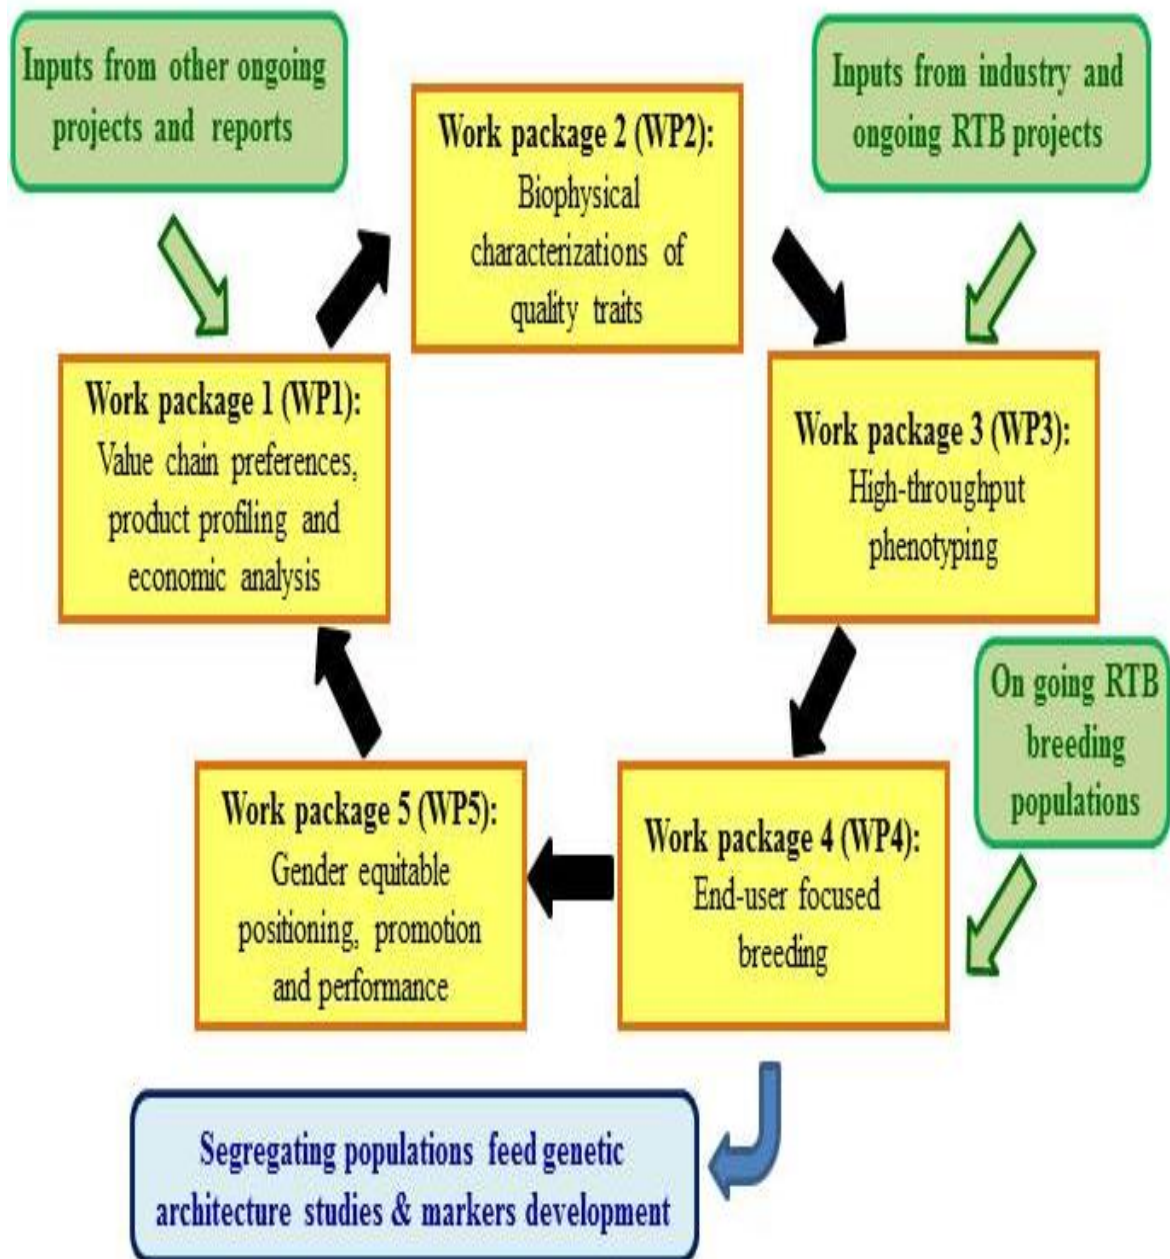 Inputs from other ongoing
projects and reports
Inputs from industry and
ongoing RTB projects
Work package 2 (WP2):
Biophysical
characterizations of
quality traits
Work package 1 (WP1):
Value chain preferences,
product profiling and
economic analysis
Work package 3 (WP3):
High-throughput
phenotyping
On going RTB
breeding
populations
Work package 5 (WP5):
Gender equitable
positioning, promotion
and performance
Work package 4 (WP4):
End-user focused
breeding
Segregating populations feed genetic
architecture studies & markers development